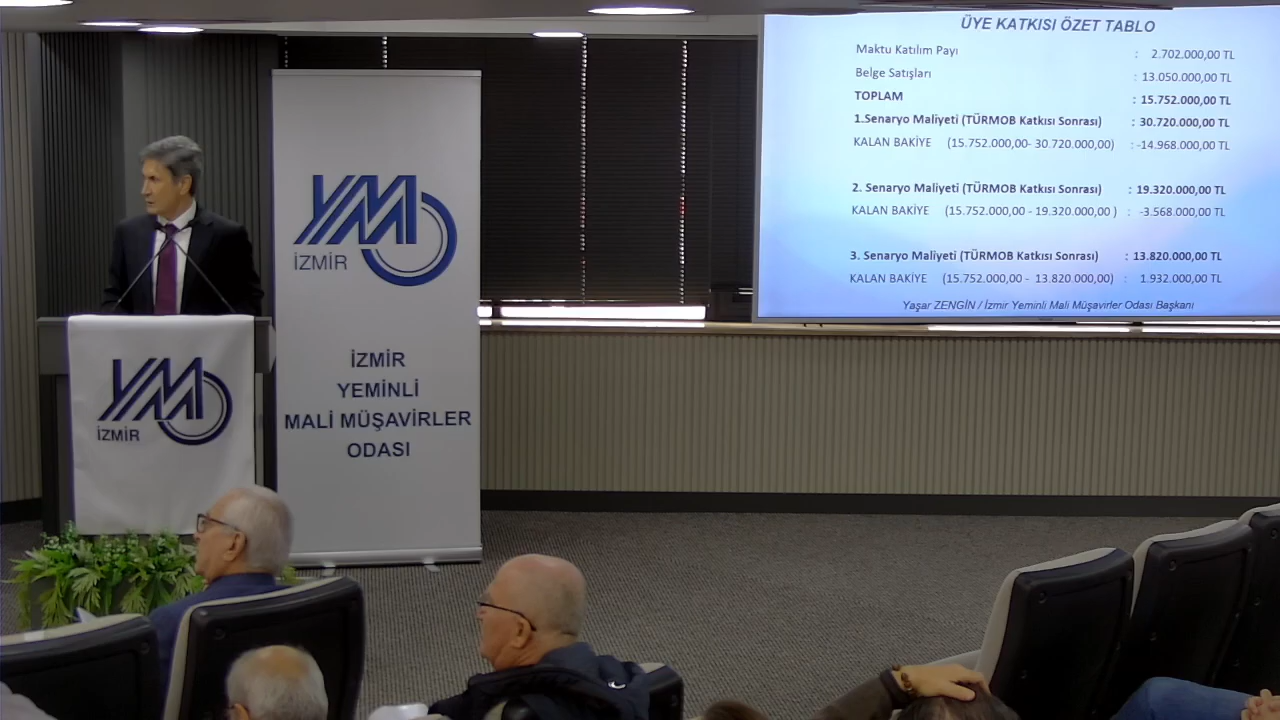 ÜYE KATKISI ÖZET TABLO
Maktu Katılım Payı : 2.702.000,00 TL
Belge Satışları : 13.050.000,00 TL
TOPLAM : 15.752.000,00 TL
1.Senaryo Maliyeti (TÜRMOB Katkısı Sonrası) : 30.720.000,00 TL
KALAN BAKİYE (15.752.000,00- 30.720.000,00) : -14.968.000,00 TL
2. Senaryo Maliyeti (TÜRMOB Katkısı Sonrası) : 19.320.000,00 TL
KALAN BAKİYE (15.752.000,00 - 19.320.000,00 ) : -3.568.000,00 TL
3. Senaryo Maliyeti (TÜRMOB Katkısı Sonrası) : 13.820.000,00 TL
KALAN BAKİYE (15.752.000,00 - 13.820.000,00) : 1.932.000,00 TL
Yaşar ZENGİN / İzmir Yeminli Mali Müşavirler Odası Başkanı
YMMO
İZMİR
İZMİR
YEMİNLİ
MALİ MÜŞAVİRLER
ODASI
YMMO
İZMİR